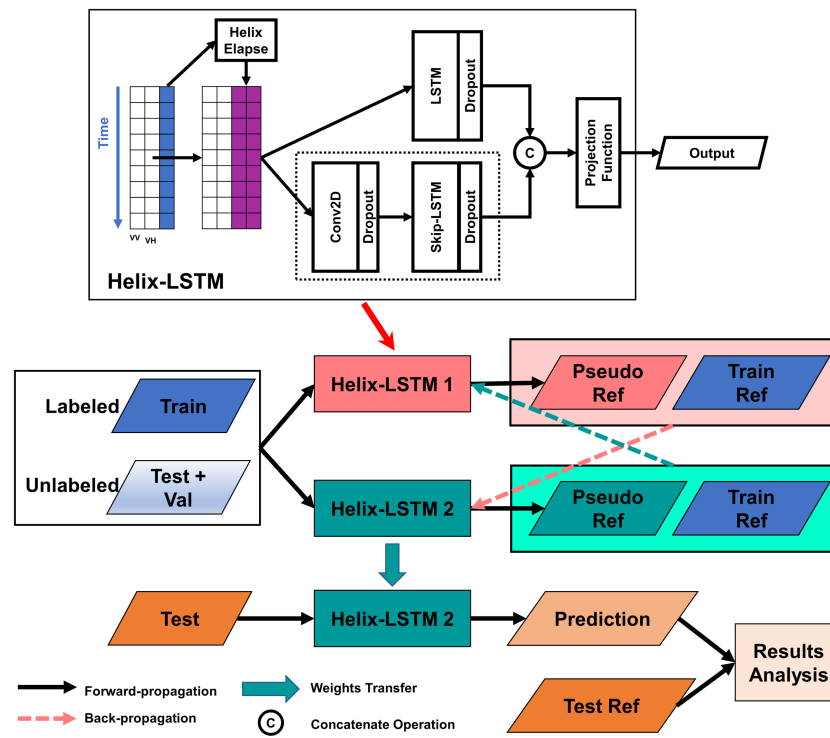 Helix
Elapse
Time
VV
VH
LSTM
Dropout
Conv2D
Dropout
Skip-LSTM
Dropout
C
Projection
Function
Output
Helix-LSTM
Labeled
Train
Unlabeled
Test +
Val
Helix-LSTM 1
Pseudo
Ref
Train
Ref
Helix-LSTM 2
Pseudo
Ref
Train
Ref
Test
Helix-LSTM 2
Prediction
Test Ref
Results
Analysis
Forward-propagation
Weights Transfer
Back-propagation
C
Concatenate Operation